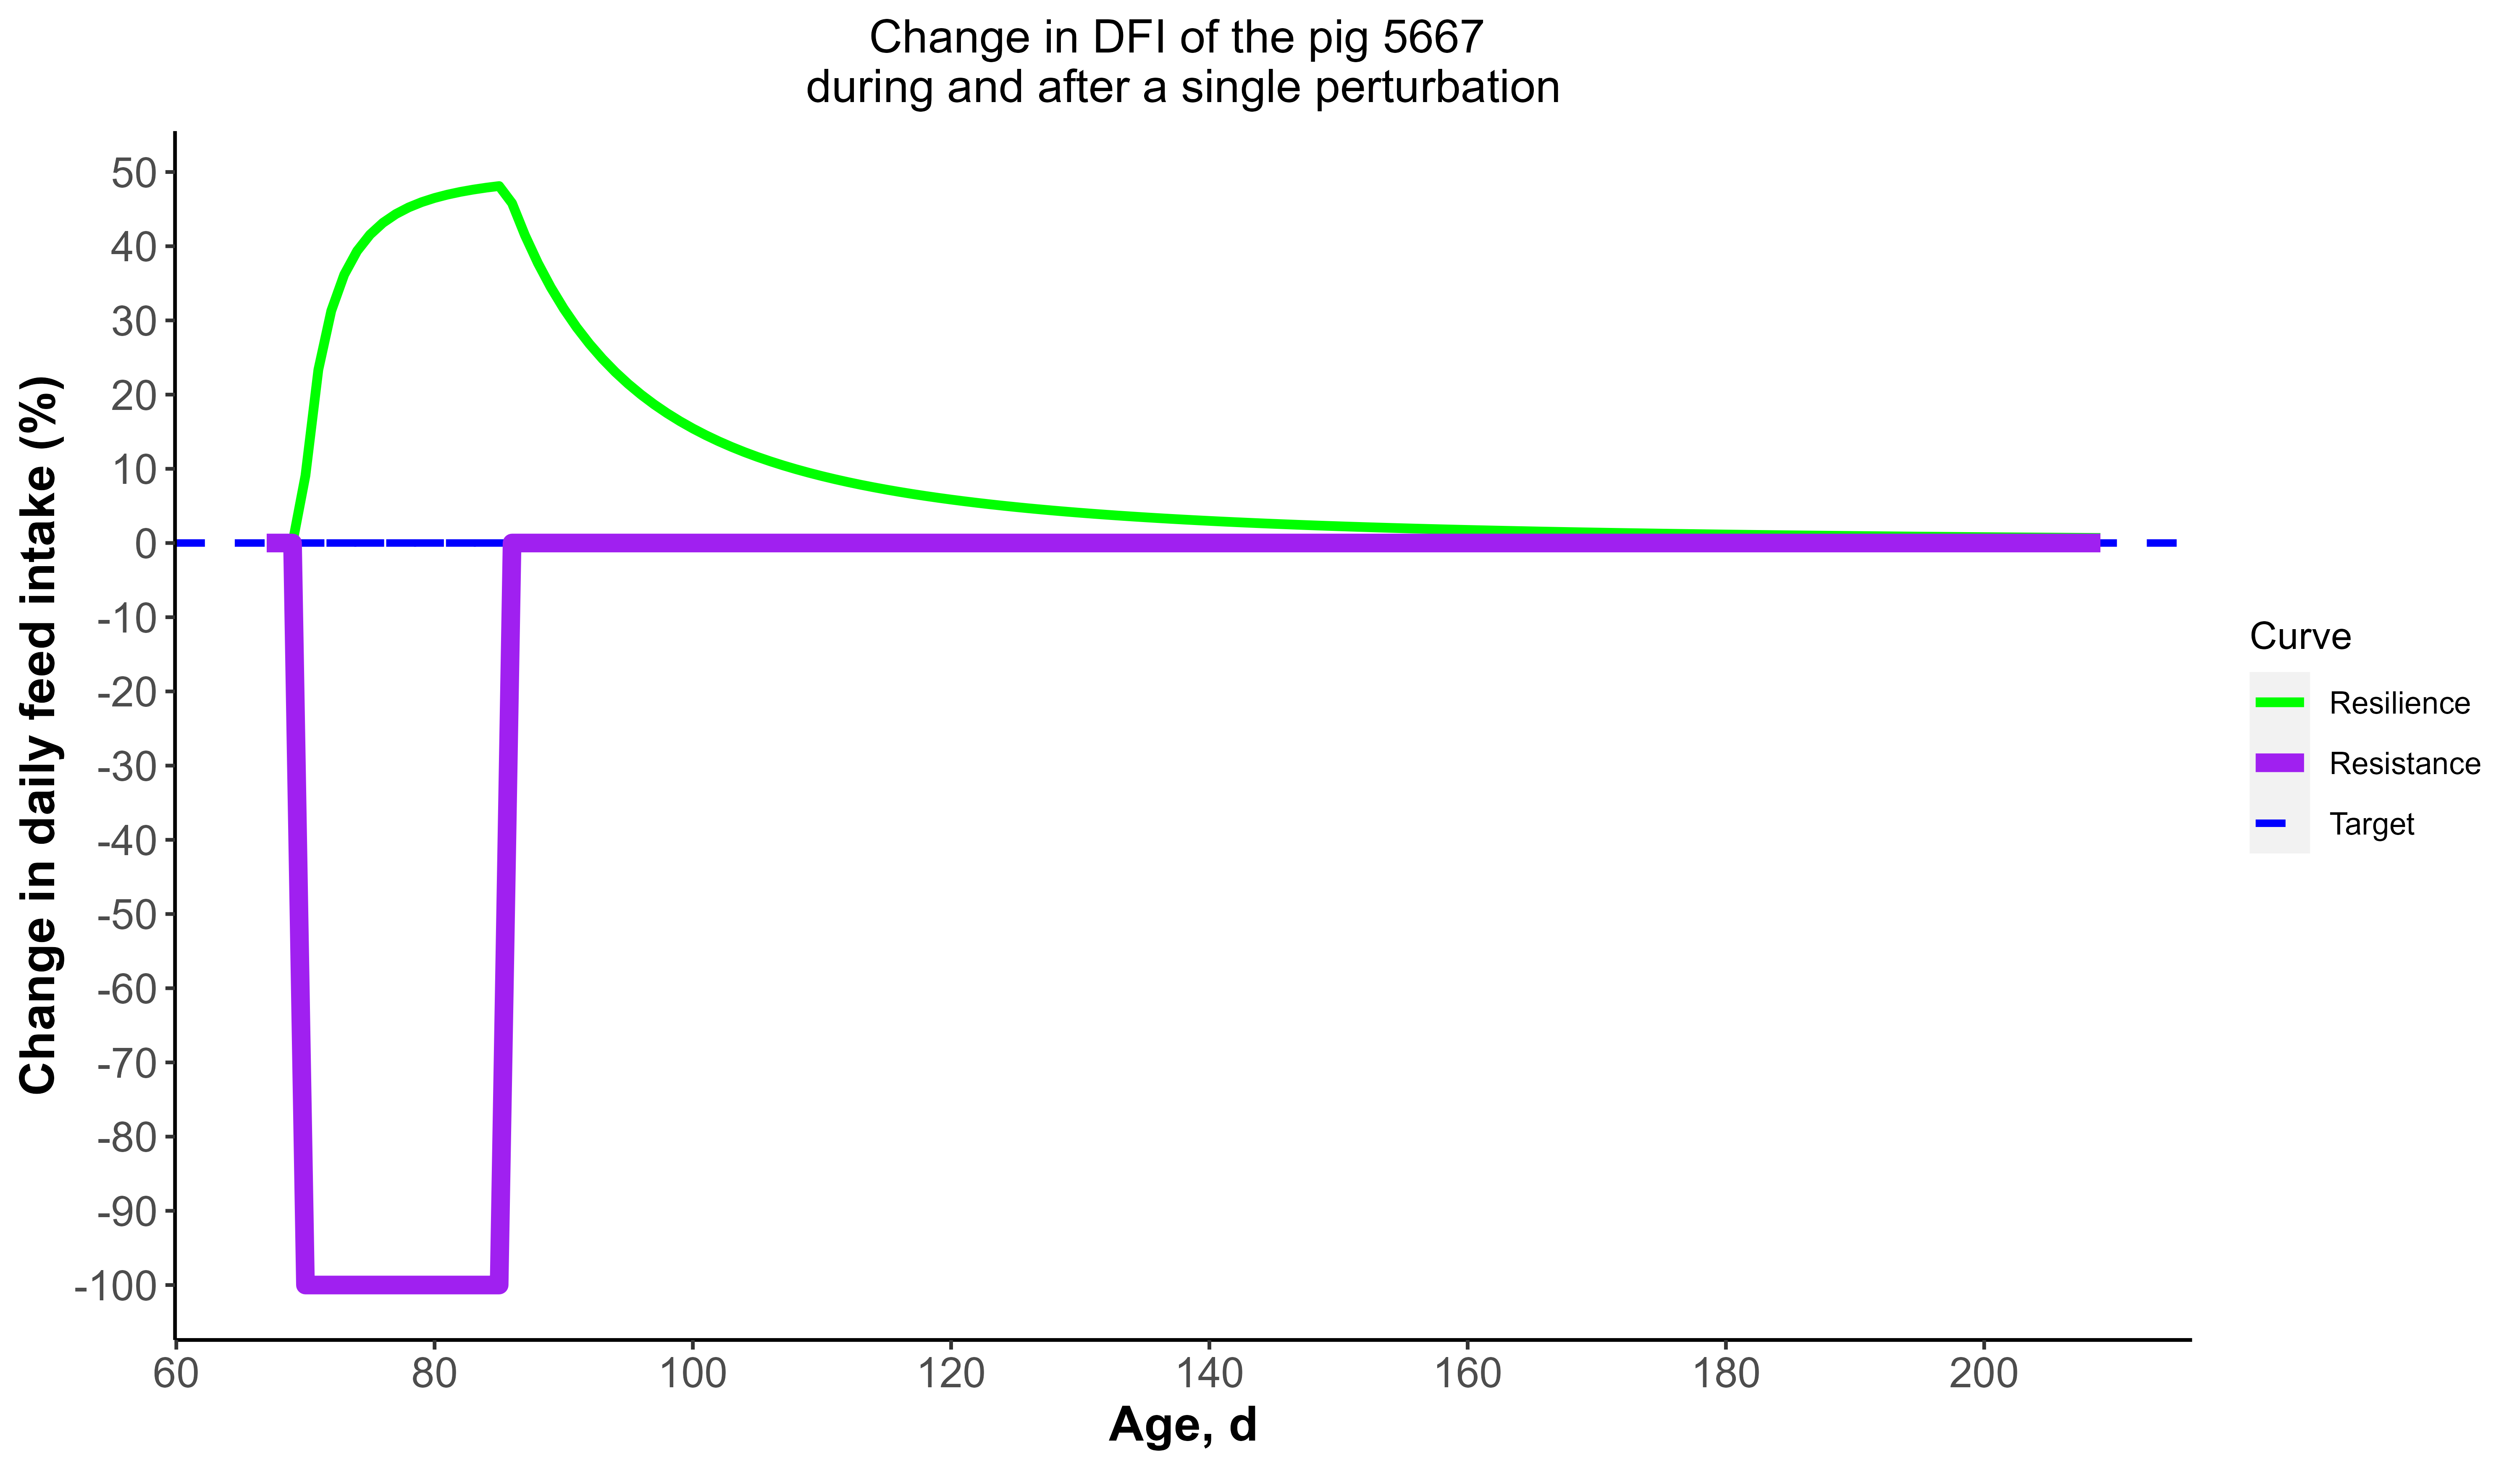 Change in DFI of the pig 5667
during and after a single perturbation
Change in daily feed intake (%)
50
40
30
20
10
0
-10
-20
-30
-40
-50
-60
-70
-80
-90
-100
60 80 100 120 140 160 180 200
Age, d
Curve
Resilience
Resistance
Target